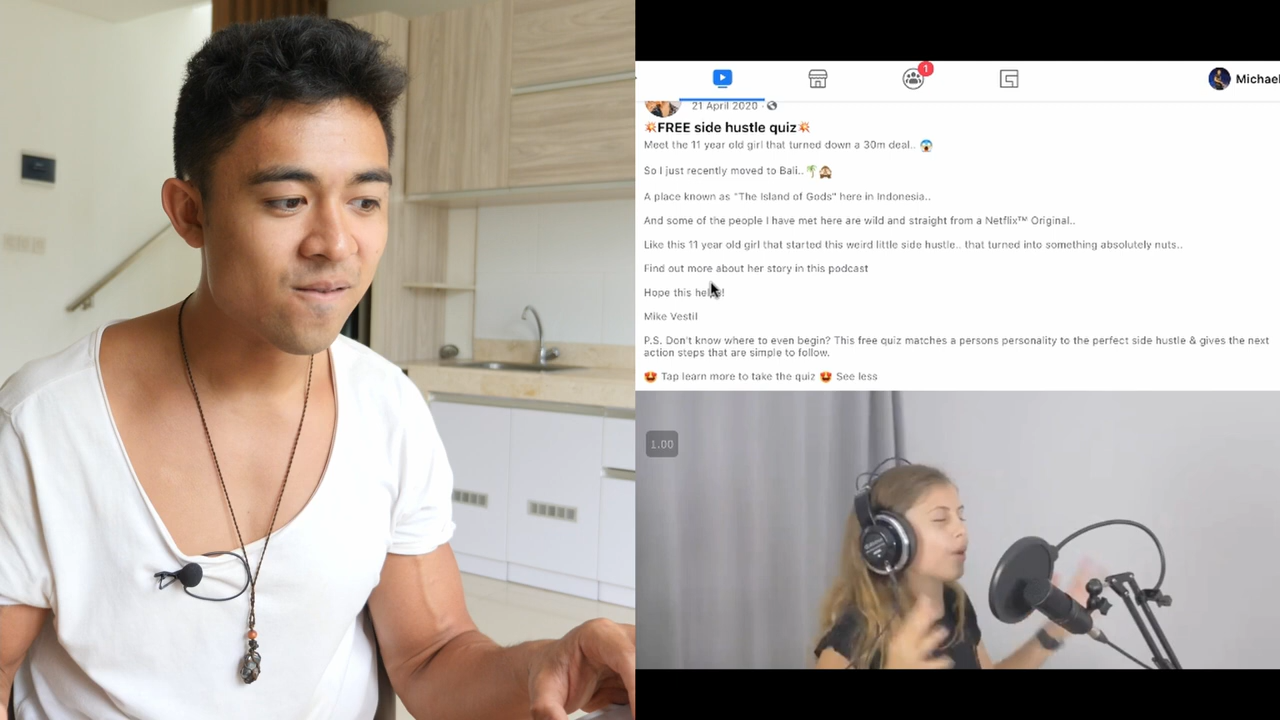 1
Michael
21 April 2020 ·
💥FREE side hustle quiz💥
Meet the 11 year old girl that turned down a 30m deal.. 😱
So I just recently moved to Bali..🌴🙈
A place known as "The Island of Gods" here in Indonesia..
And some of the people I have met here are wild and straight from a Netflix™ Original..
Like this 11 year old girl that started this weird little side hustle.. that turned into something absolutely nuts..
Find out more about her story in this podcast
Hope this helps!
Mike Vestil
P.S. Don't know where to even begin? This free quiz matches a persons personality to the perfect side hustle & gives the next
action steps that are simple to follow.
🤩 Tap learn more to take the quiz 🤩 See less
1.00